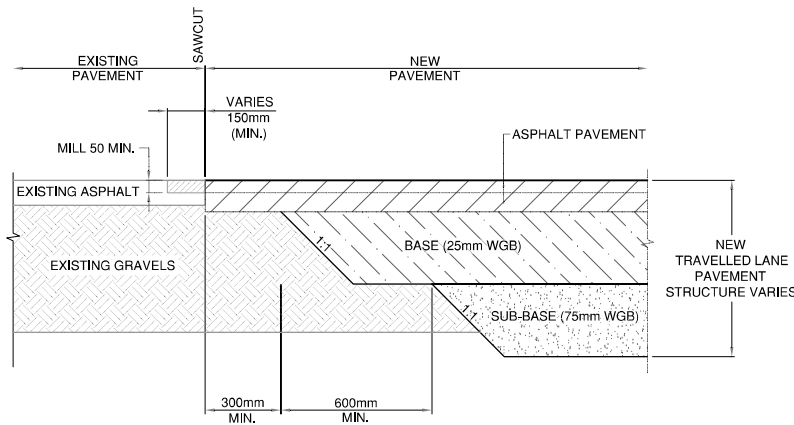 EXISTING
PAVEMENT
SAWCUT
NEW
PAVEMENT
VARIES
150mm
(MIN.)
MILL 50 MIN.
ASPHALT PAVEMENT
EXISTING ASPHALT
1:1
BASE (25mm WGB)
EXISTING GRAVELS
NEW
TRAVELLED LANE
PAVEMENT
STRUCTURE VARIES
1:1
SUB-BASE (75mm WGB)
300mm
MIN.
600mm
MIN.